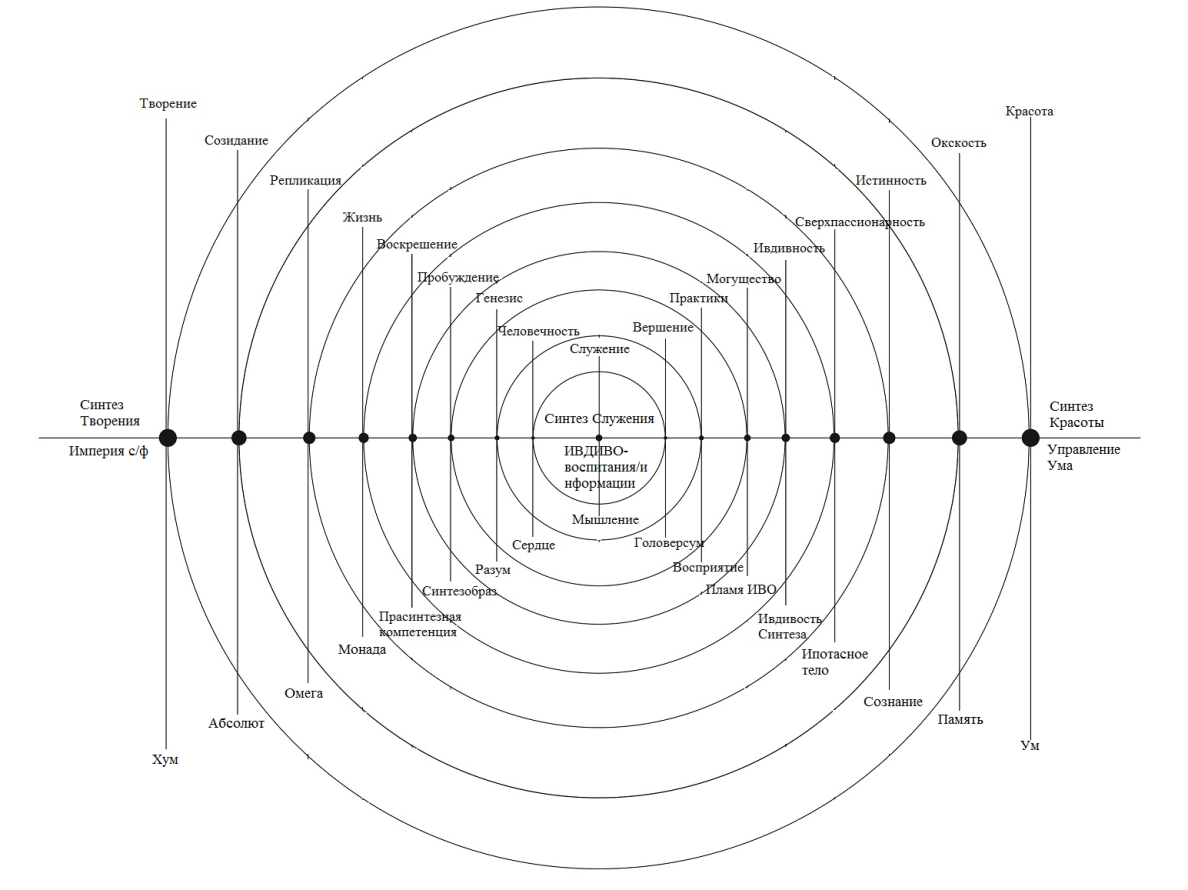 Творение
Красота
Созидание
Окскость
Репликация
Истинность
Жизнь
Сверхпассионарность
Воскрешение
Ивдивность
Пробуждение
Могущество
Генезис
Практики
Человечность
Вершение
Служение
Синтез
Творения
Синтез Служения
Синтез
Красоты
Империя с/ф
ИВДИВО-
воспитания/и
нформации
Управление
Ума
Мышление
Сердце
Головерсум
Разум
Восприятие
Синтезобраз
Пламя ИВО
Прасинтезная
компетенция
Ивдивость
Синтеза
Монада
Ипотасное
тело
Омега
Сознание
Абсолют
Память
Хум
Ум